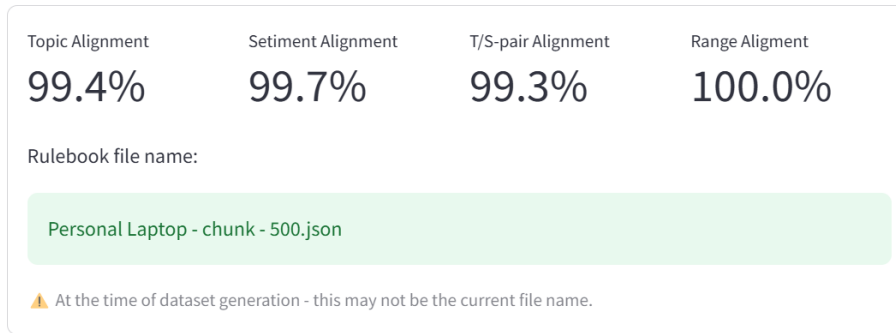 Topic Alignment
Setiment Alignment
T/S-pair Alignment
Range Aligment
99.4%
99.7%
99.3%
100.0%
Rulebook file name:
Personal Laptop - chunk - 500.json
⚠️ At the time of dataset generation - this may not be the current file name.